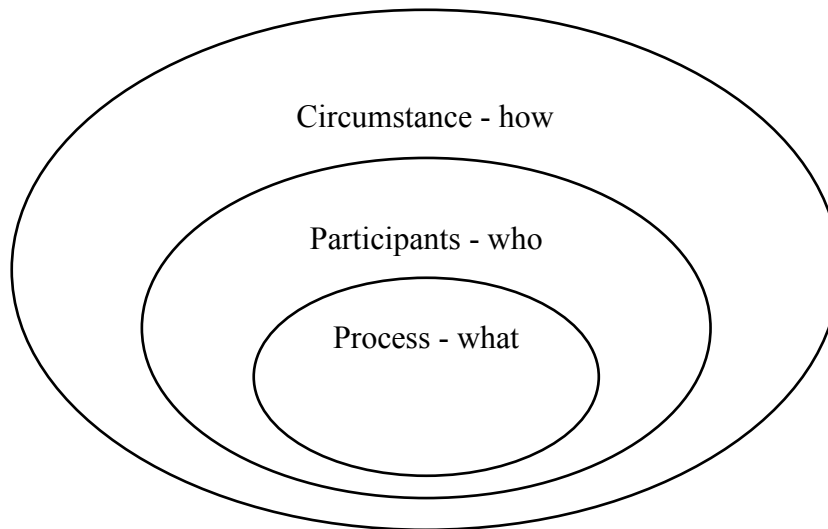 Circumstance - how
Participants - who
Process - what